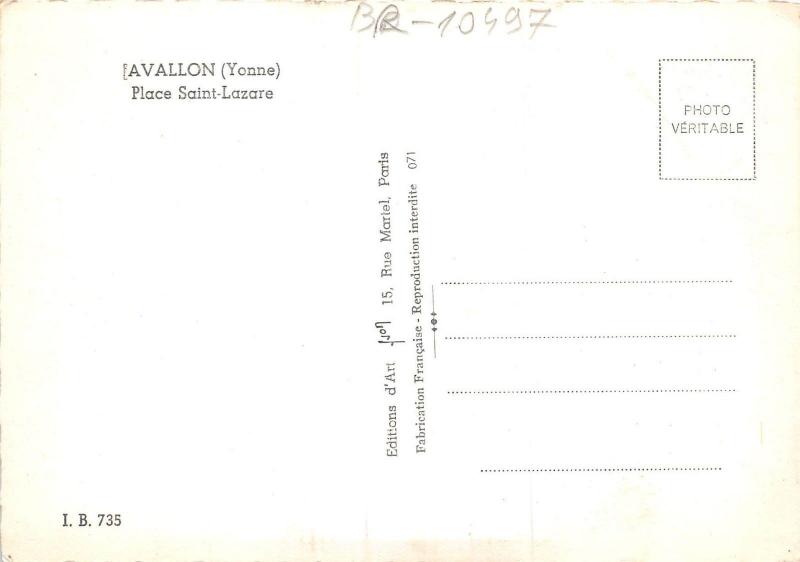 BR-10497
AVALLON (Yonne)
Place Saint-Lazare
PHOTO
VÉRITABLE
Editions d'Art Yvon 15, Rue Martel, Paris
Fabrication Française - Reproduction interdite 071
I. B. 735